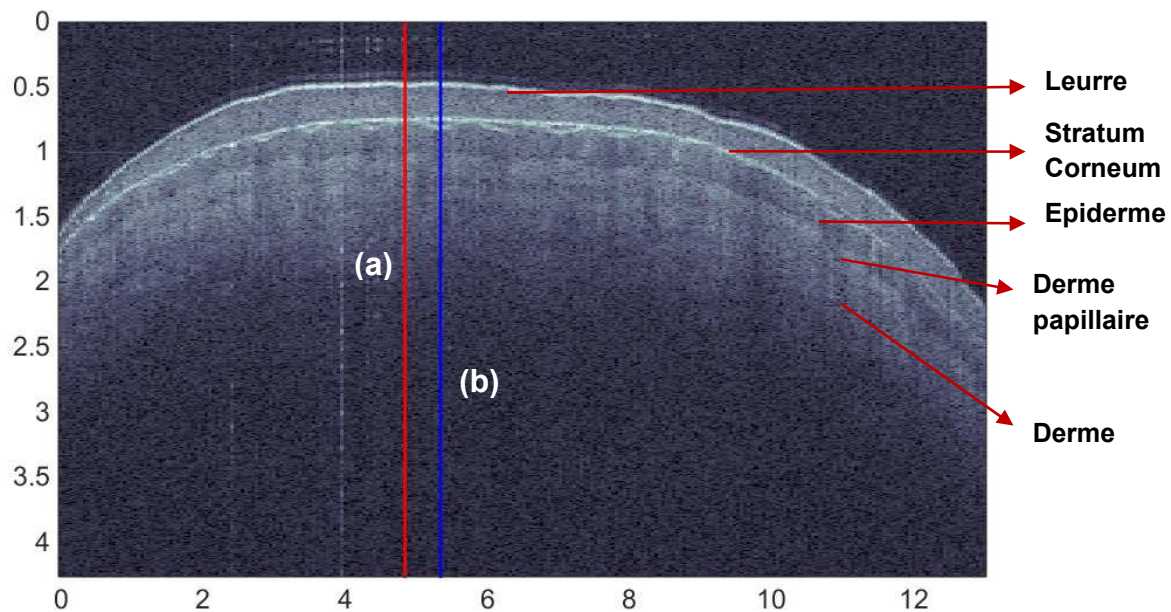 0
0.5
1
1.5
2
2.5
3
3.5
4
0
2
4
6
8
10
12
(a)
(b)
Leurre
Stratum
Corneum
Epiderme
Derme
papillaire
Derme